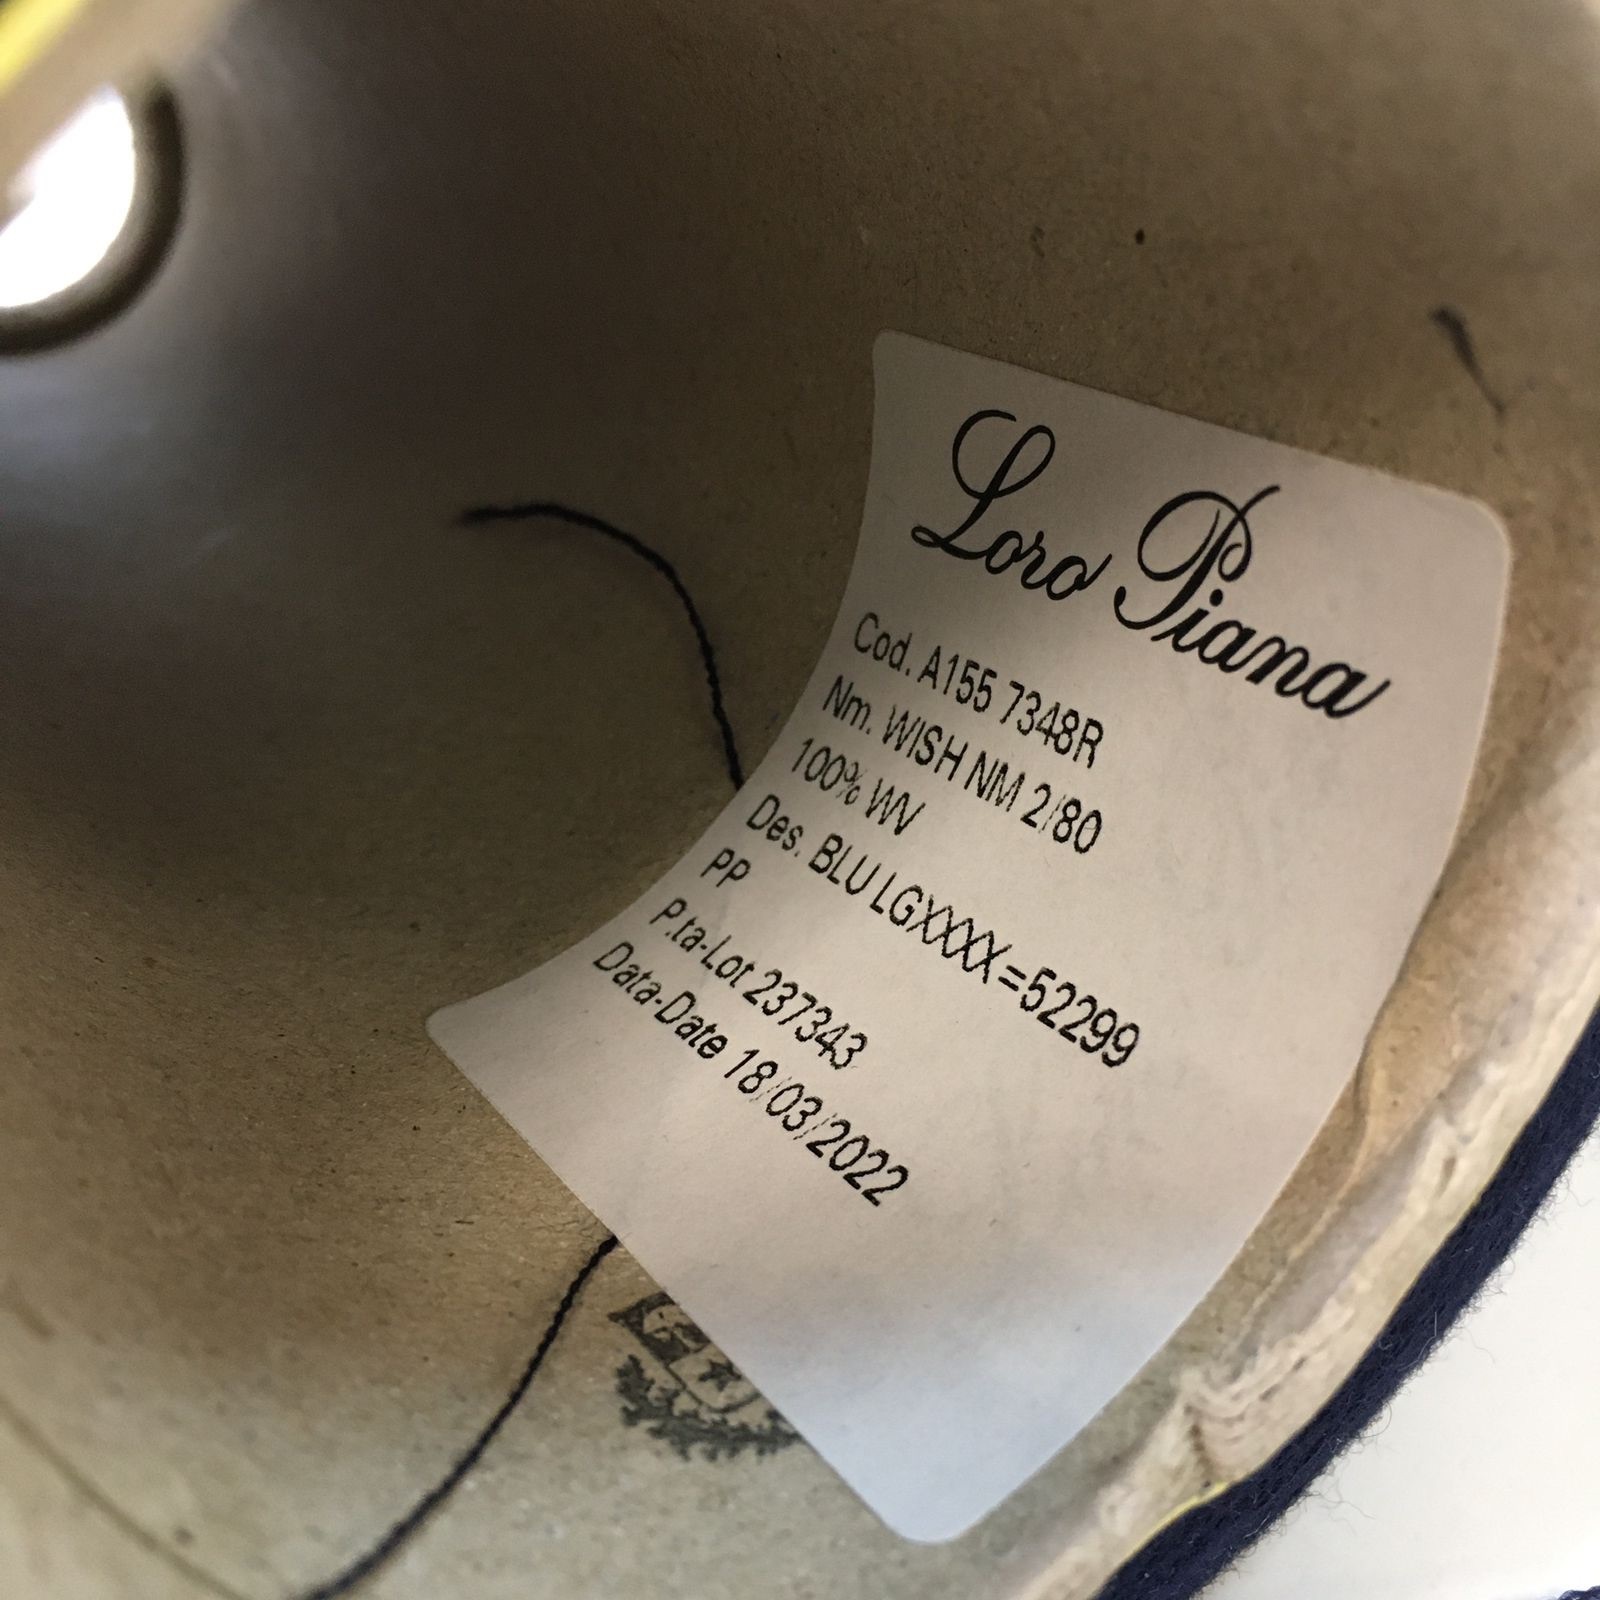 Loro Piana
Cod. A155 7348R
Nm. WISH NM 2/80
100% WV
Des. BLU LGXXXX=52299
PP
P.ta-Lot 237343
Data-Date 18/03/2022